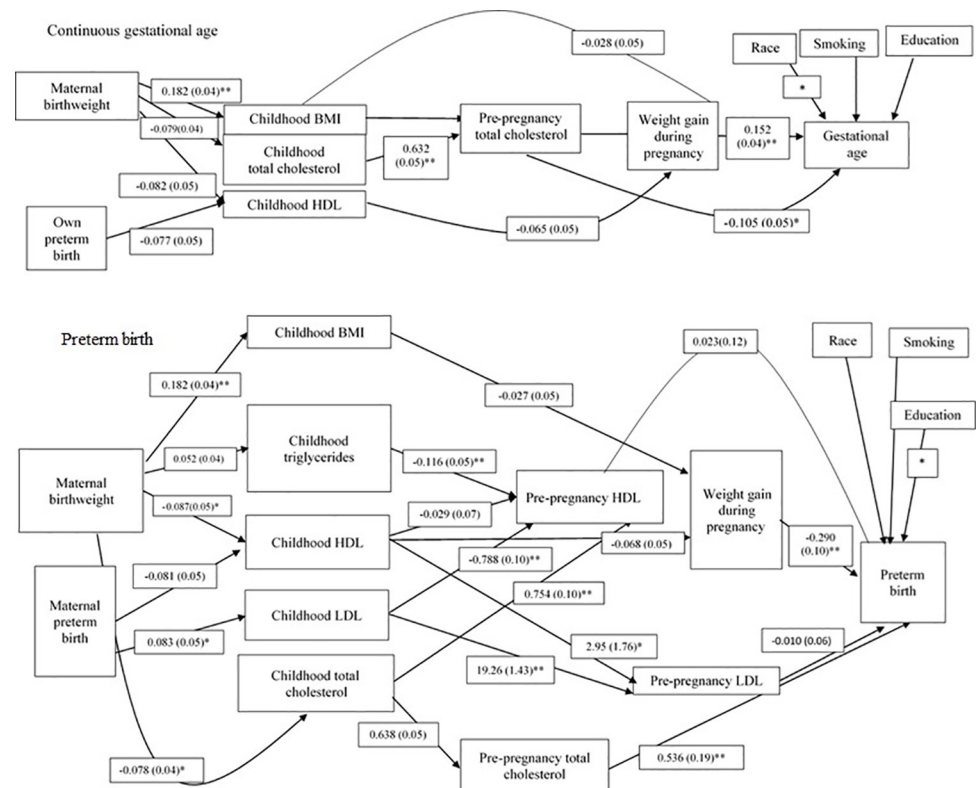 Continuous gestational age
-0.028 (0.05)
Race
Smoking
Education
*
Maternal
birthweight
0.182 (0.04)**
-0.079(0.04)
-0.082 (0.05)
Own
preterm
birth
-0.077 (0.05)
Childhood BMI
Childhood
total cholesterol
Childhood HDL
0.632
(0.05)**
Pre-pregnancy
total cholesterol
Weight gain
during
pregnancy
0.152
(0.04)**
Gestational
age
-0.065 (0.05)
-0.105 (0.05)*
Preterm birth
Childhood BMI
0.023(0.12)
Race
Smoking
Education
*
0.182 (0.04)**
-0.027 (0.05)
Maternal
birthweight
0.052 (0.04)
Childhood
triglycerides
-0.116 (0.05)**
-0.087(0.05)*
Pre-pregnancy HDL
Weight gain
during
pregnancy
-0.029 (0.07)
Childhood HDL
-0.068 (0.05)
-0.290
(0.10)**
-0.788 (0.10)**
-0.081 (0.05)
0.754 (0.10)**
Preterm
birth
Maternal
preterm
birth
Childhood LDL
0.083 (0.05)*
2.95 (1.76)*
-0.010 (0.06)
19.26 (1.43)**
Childhood total
cholesterol
Pre-pregnancy LDL
0.638 (0.05)
-0.078 (0.04)*
Pre-pregnancy total
cholesterol
0.536 (0.19)**